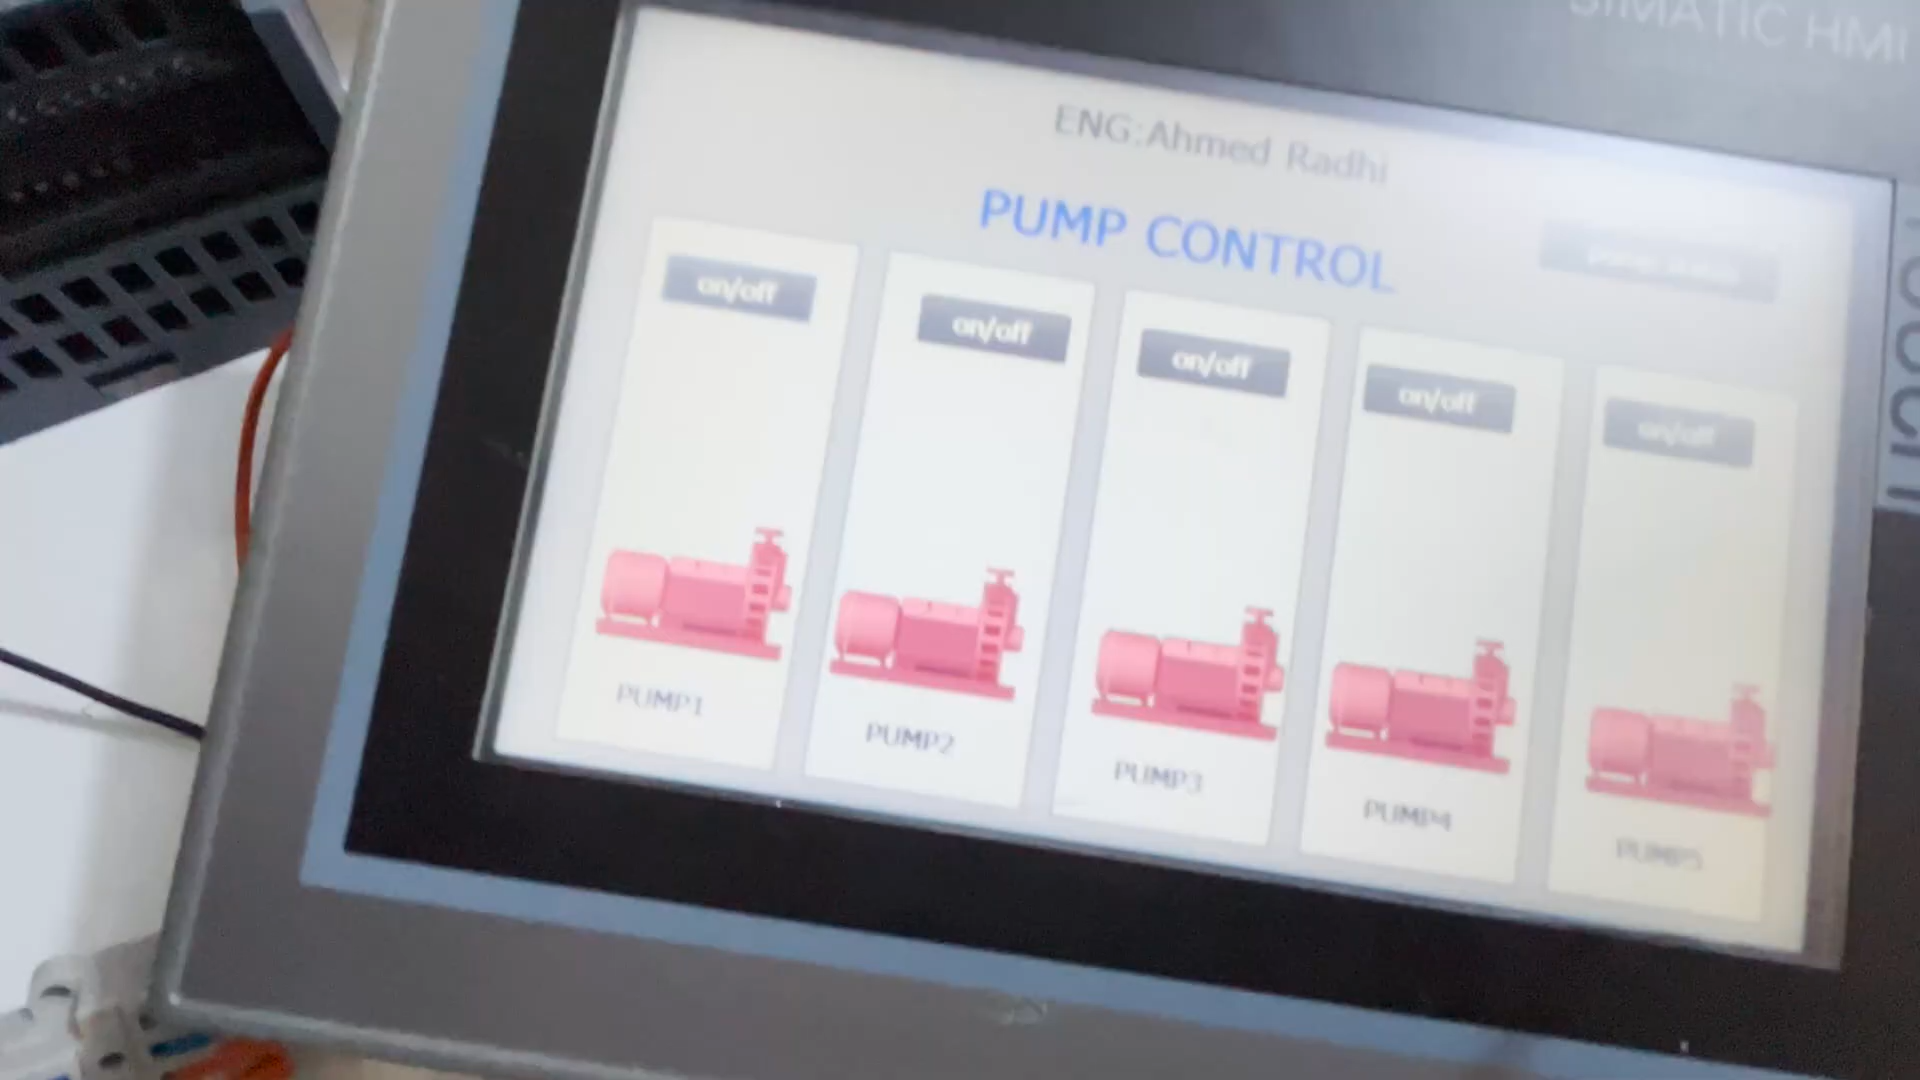 SIMATIC HMI
TOUCH
ENG:Ahmed Radhi
PUMP CONTROL
on/off
on/off
on/off
on/off
on/off
PUMP1
PUMP2
PUMP3
PUMP4
PUMP5